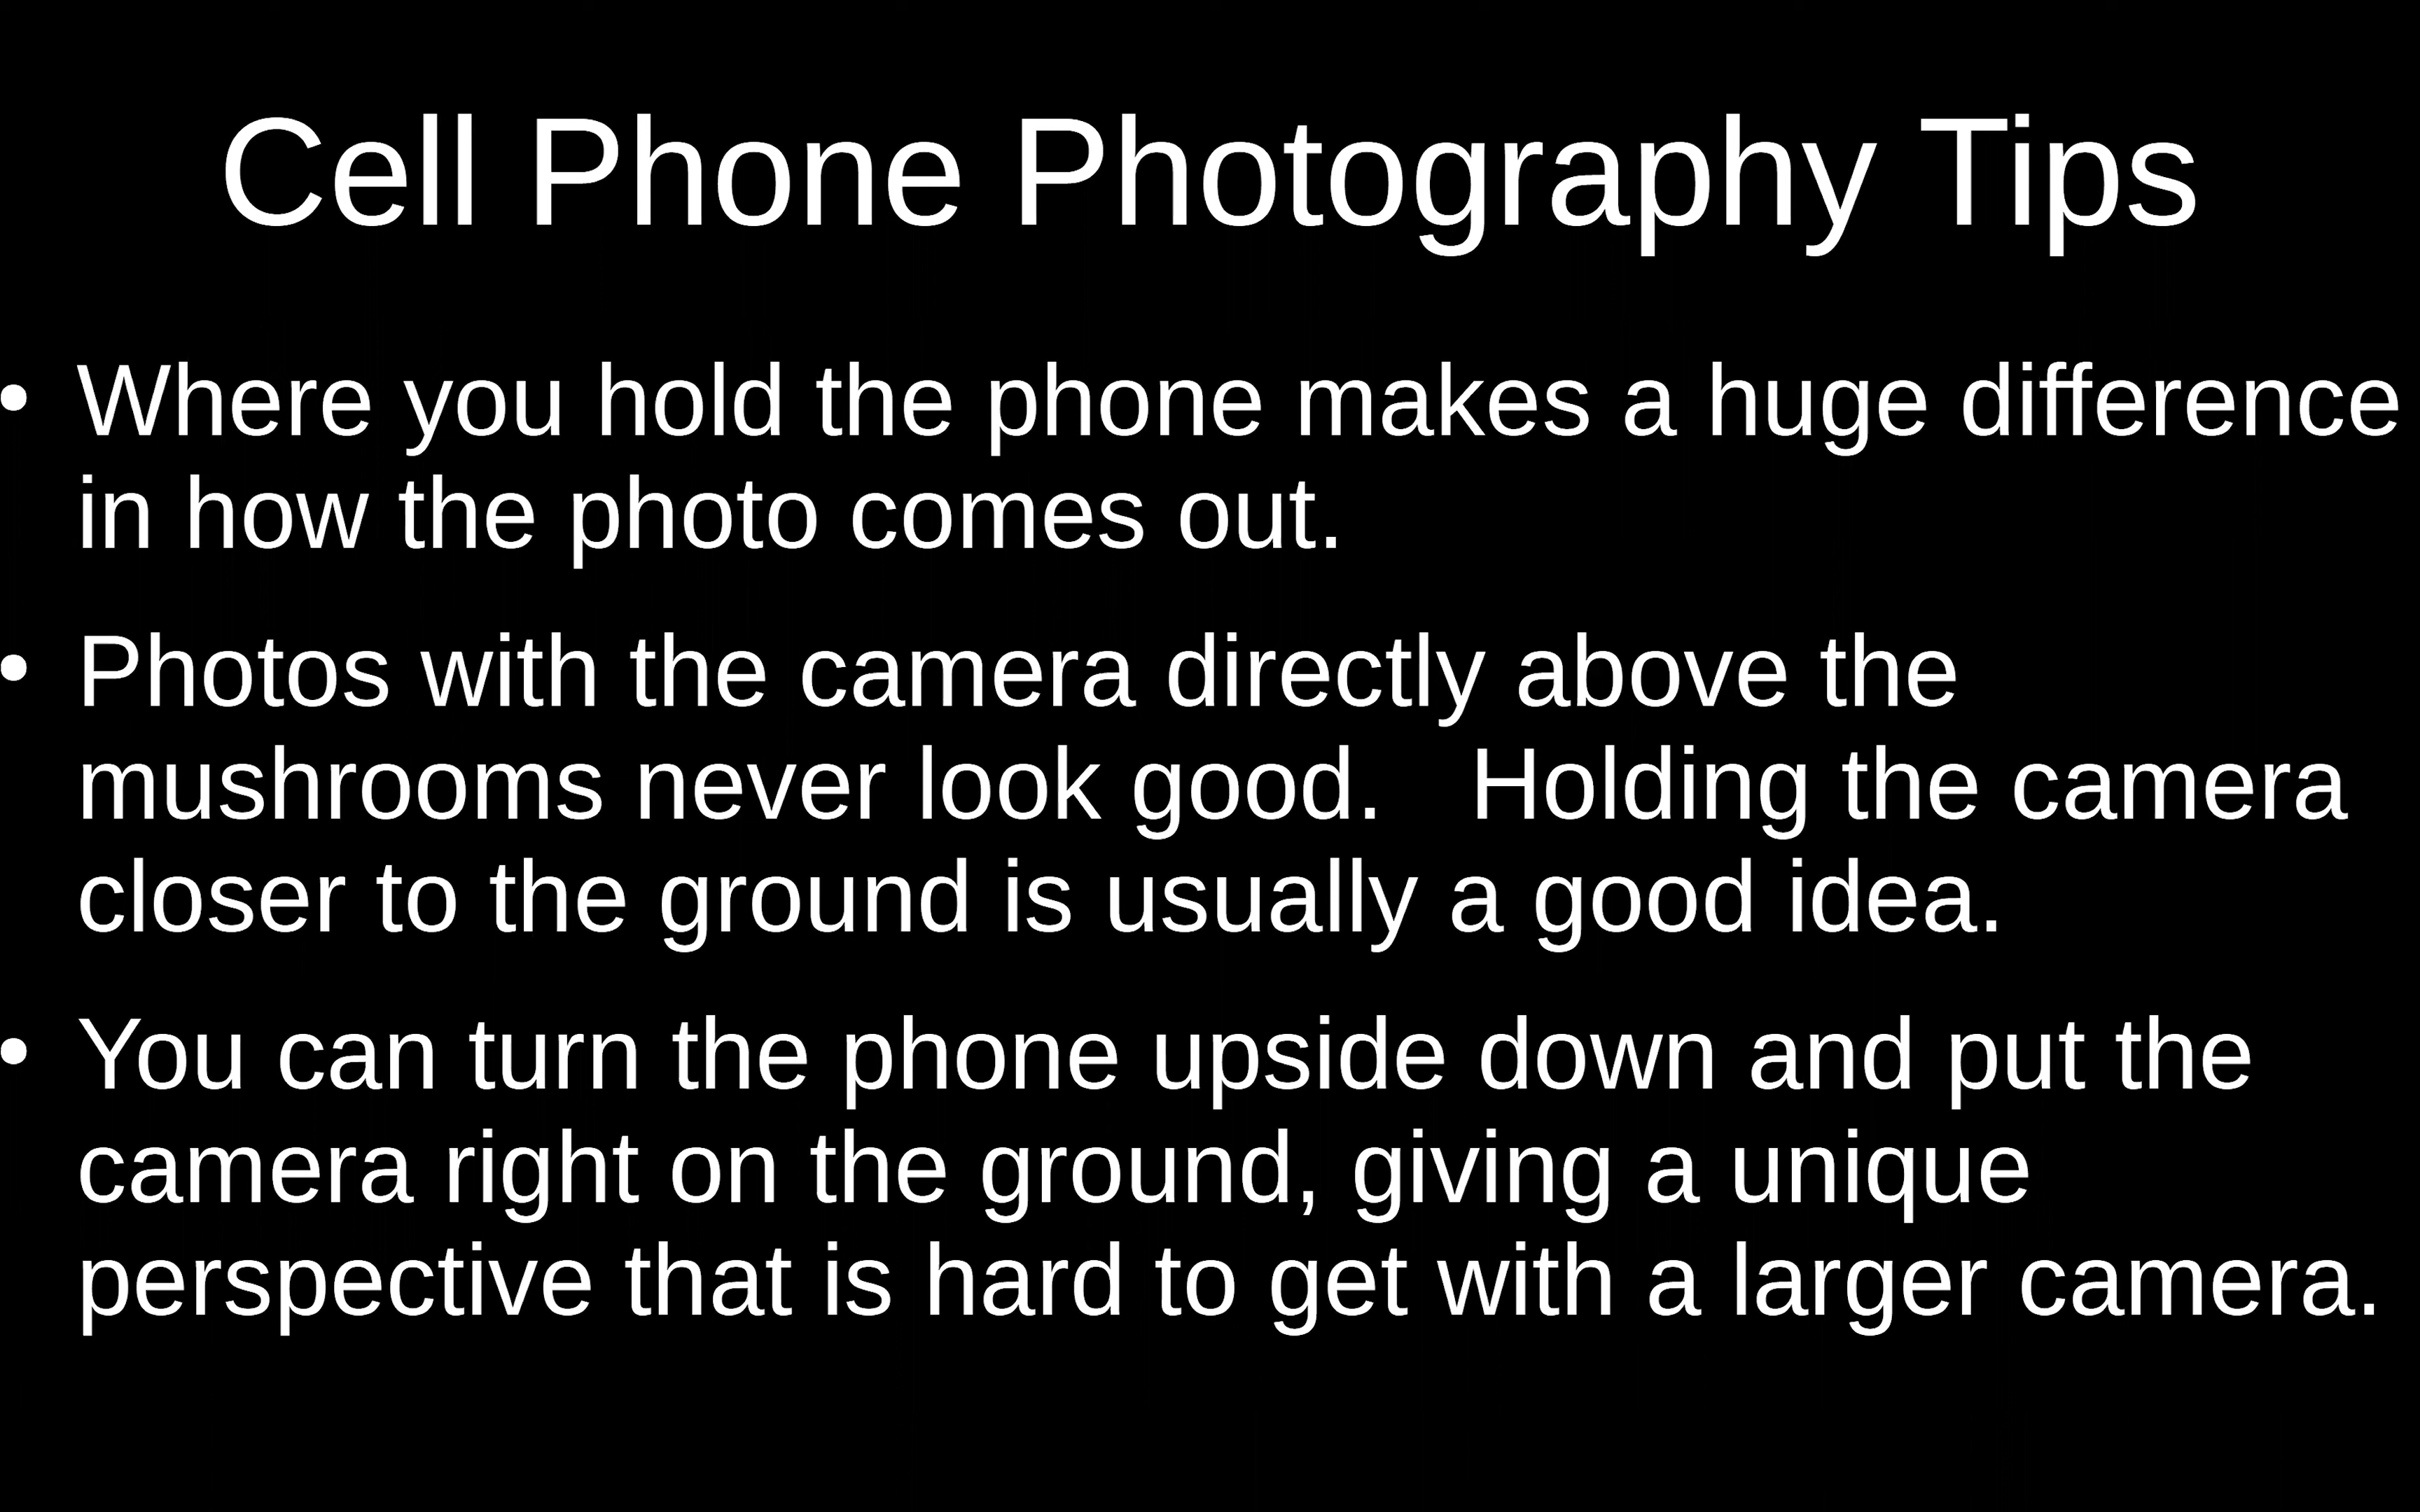 Cell Phone Photography Tips
• Where you hold the phone makes a huge difference
in how the photo comes out.
• Photos with the camera directly above the
mushrooms never look good.   Holding the camera
closer to the ground is usually a good idea.
• You can turn the phone upside down and put the
camera right on the ground, giving a unique
perspective that is hard to get with a larger camera.